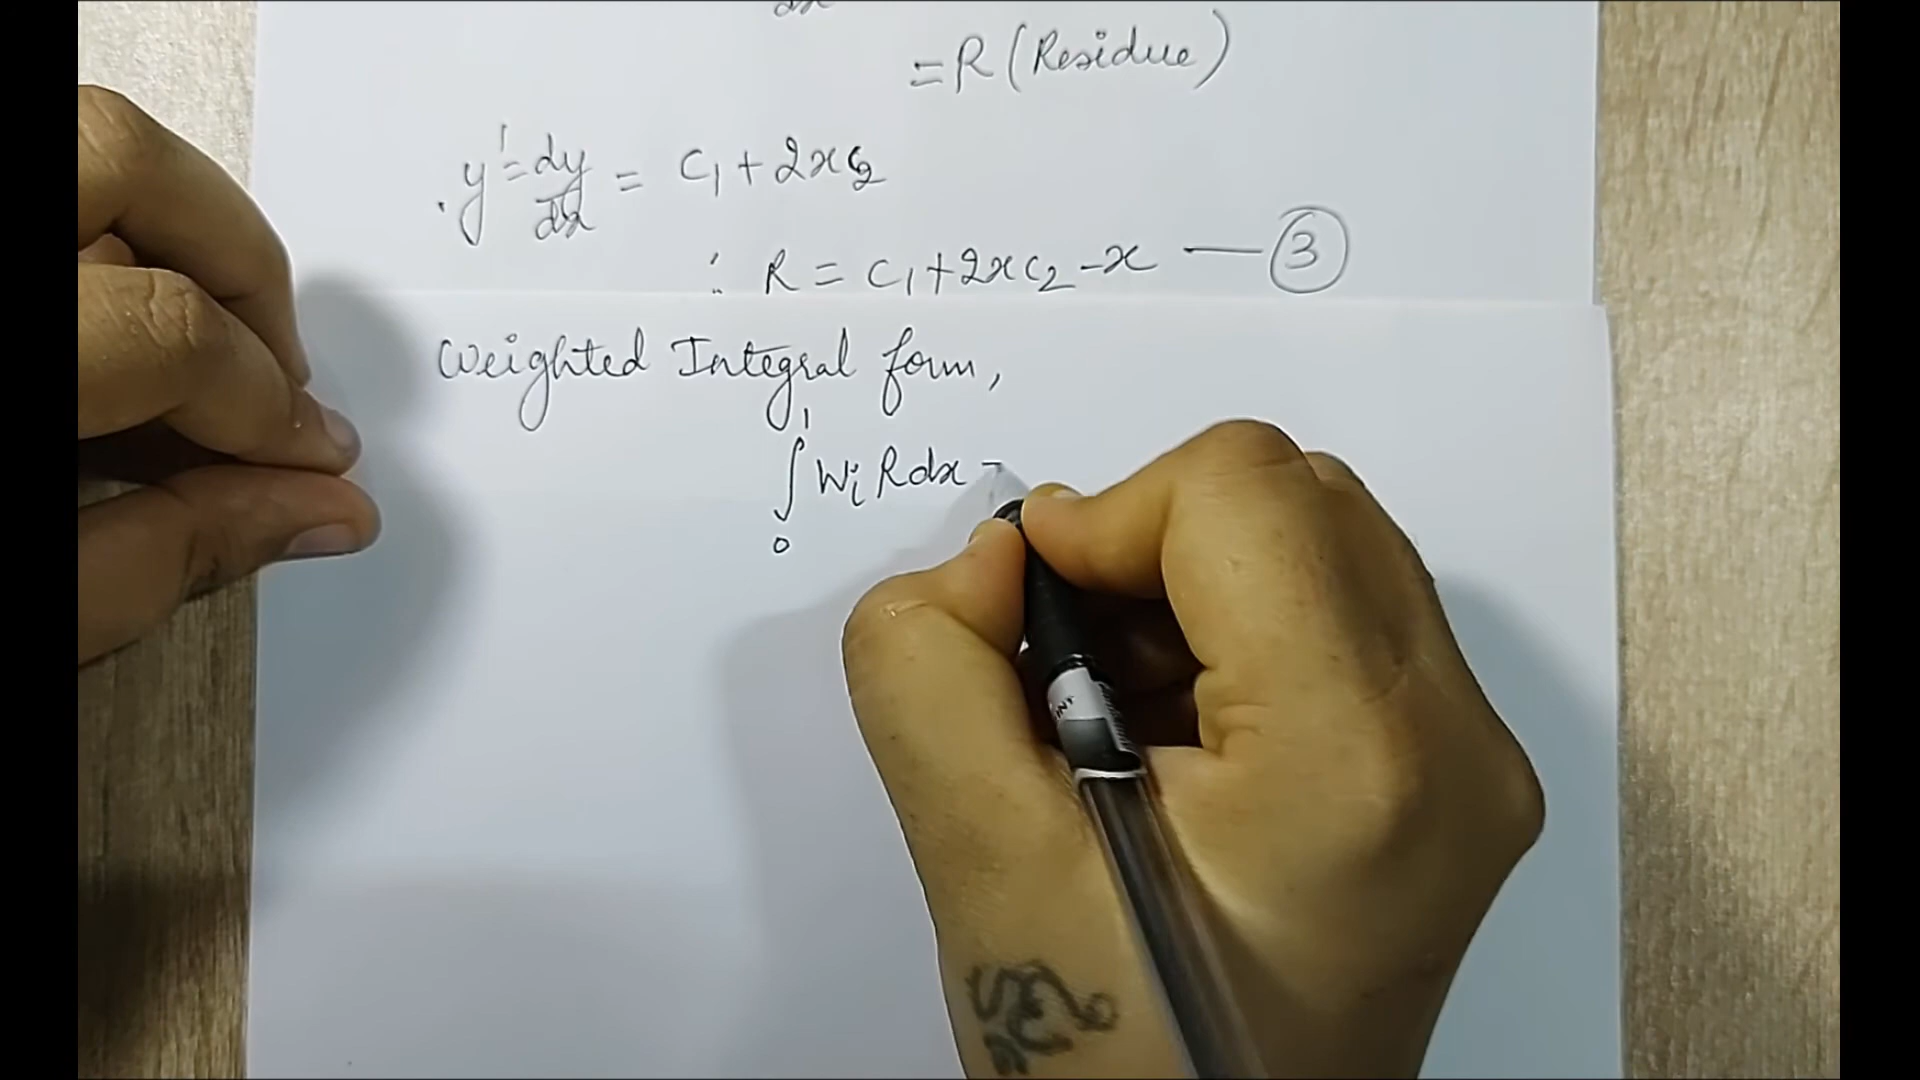 = R (Residue)
y' = dy/dx = C₁ + 2xC₂
∴ R = C₁ + 2xC₂ - x — ③
Weighted Integral form,
∫₀¹ Wᵢ R dx =